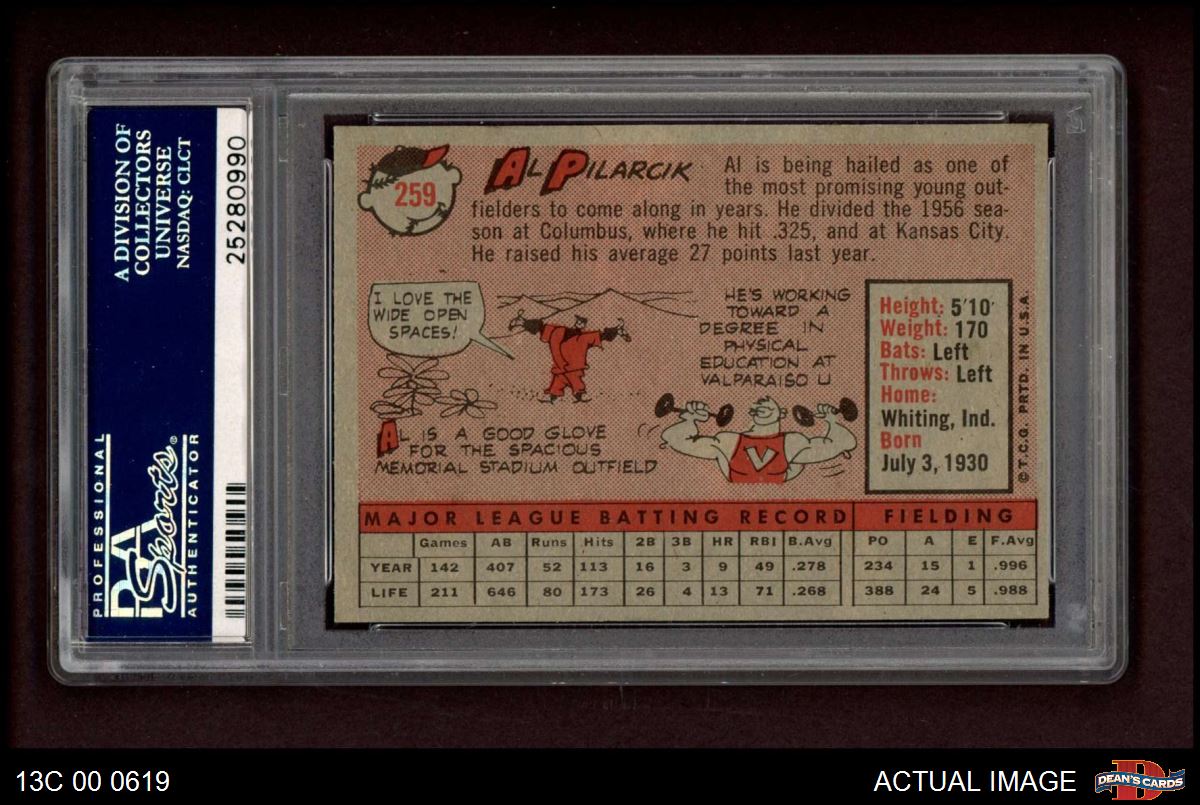 A DIVISION OF
COLLECTORS
UNIVERSE
NASDAQ: CLCT
25280990
PROFESSIONAL
PSA
Sports®
AUTHENTICATOR
259
AL PILARCIK
Al is being hailed as one of
the most promising young out-
fielders to come along in years. He divided the 1956 sea-
son at Columbus, where he hit .325, and at Kansas City.
He raised his average 27 points last year.
I LOVE THE
WIDE OPEN
SPACES!
AL IS A GOOD GLOVE
FOR THE SPACIOUS
MEMORIAL STADIUM OUTFIELD
HE'S WORKING
TOWARD A
DEGREE IN
PHYSICAL
EDUCATION AT
VALPARAISO U
V
Height: 5'10"
Weight: 170
Bats: Left
Throws: Left
Home:
Whiting, Ind.
Born
July 3, 1930
© T.C.G. PRTD. IN U.S.A.
MAJOR LEAGUE BATTING RECORD FIELDING
Games AB Runs Hits 2B 3B HR RBI B.Avg PO A E F.Avg
YEAR 142 407 52 113 16 3 9 49 .278 234 15 1 .996
LIFE 211 646 80 173 26 4 13 71 .268 388 24 5 .988
13C 00 0619
ACTUAL IMAGE
DEAN'S CARDS